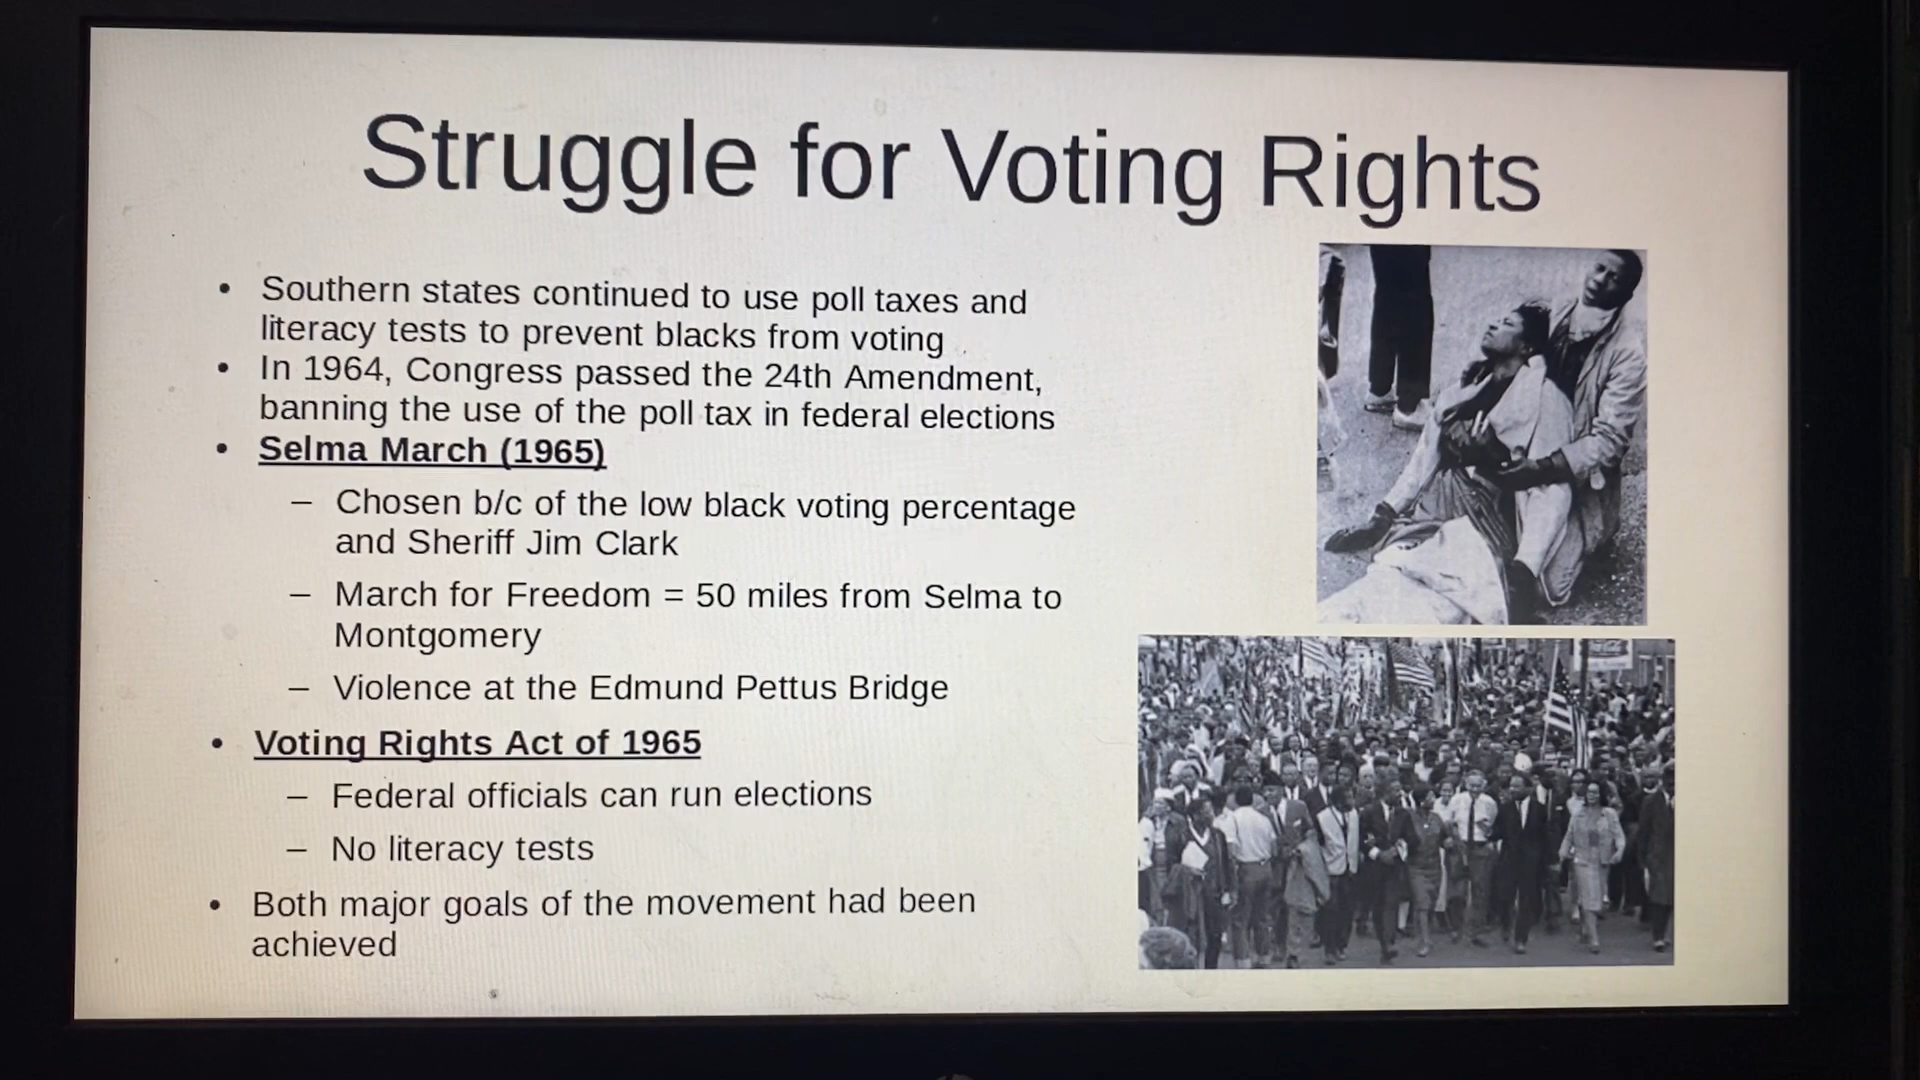 Struggle for Voting Rights
• Southern states continued to use poll taxes and
literacy tests to prevent blacks from voting
• In 1964, Congress passed the 24th Amendment,
banning the use of the poll tax in federal elections
• Selma March (1965)
– Chosen b/c of the low black voting percentage
and Sheriff Jim Clark
– March for Freedom = 50 miles from Selma to
Montgomery
– Violence at the Edmund Pettus Bridge
• Voting Rights Act of 1965
– Federal officials can run elections
– No literacy tests
• Both major goals of the movement had been
achieved